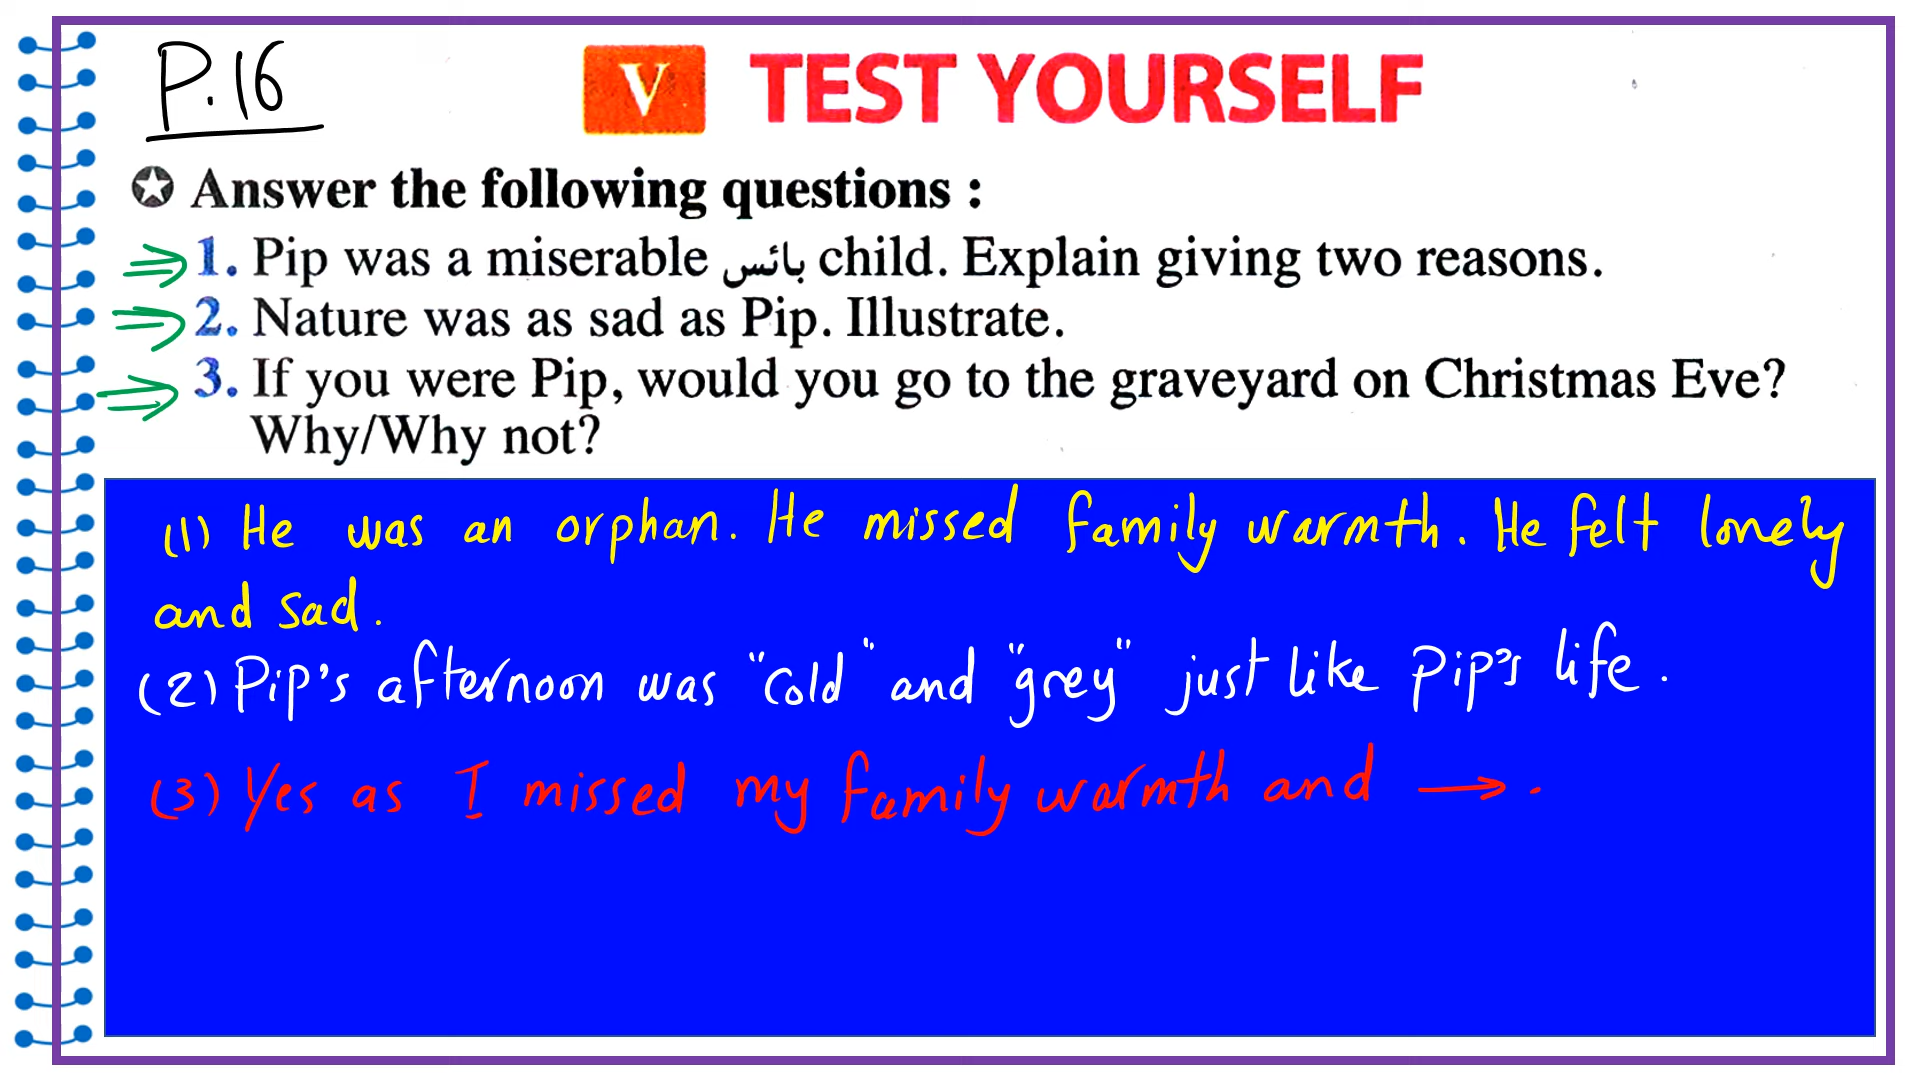 P.16
V TEST YOURSELF
Answer the following questions :
1. Pip was a miserable بائس child. Explain giving two reasons.
2. Nature was as sad as Pip. Illustrate.
3. If you were Pip, would you go to the graveyard on Christmas Eve?
Why/Why not?
(1) He was an orphan. He missed family warmth. He felt lonely
and sad.
(2) Pip's afternoon was "cold" and "grey" just like Pip's life.
(3) Yes as I missed my family warmth and → .